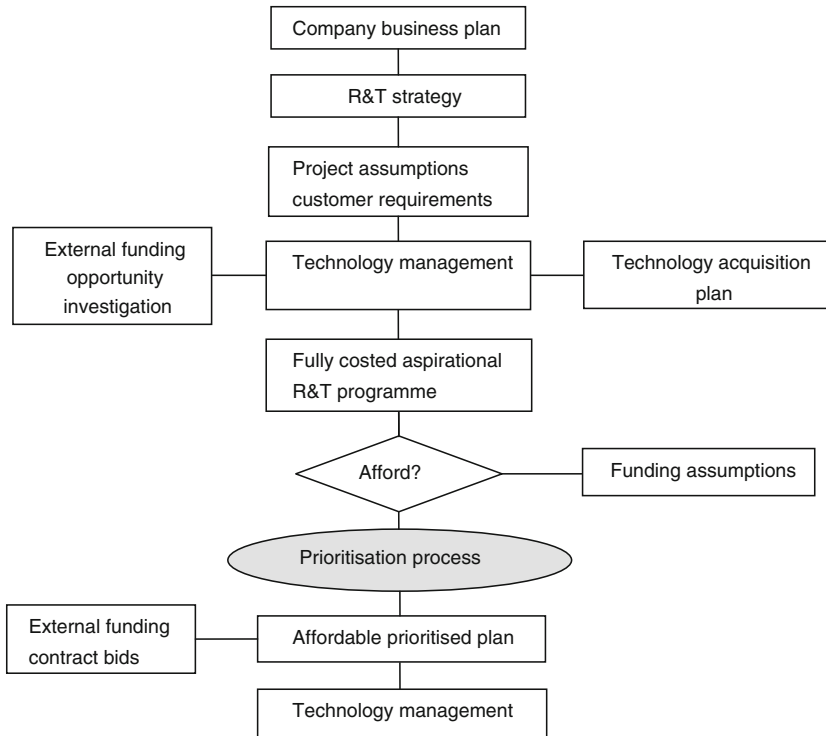 Company business plan
R&T strategy
Project assumptions
customer requirements
External funding
opportunity
investigation
Technology management
Technology acquisition
plan
Fully costed aspirational
R&T programme
Afford?
Funding assumptions
Prioritisation process
External funding
contract bids
Affordable prioritised plan
Technology management